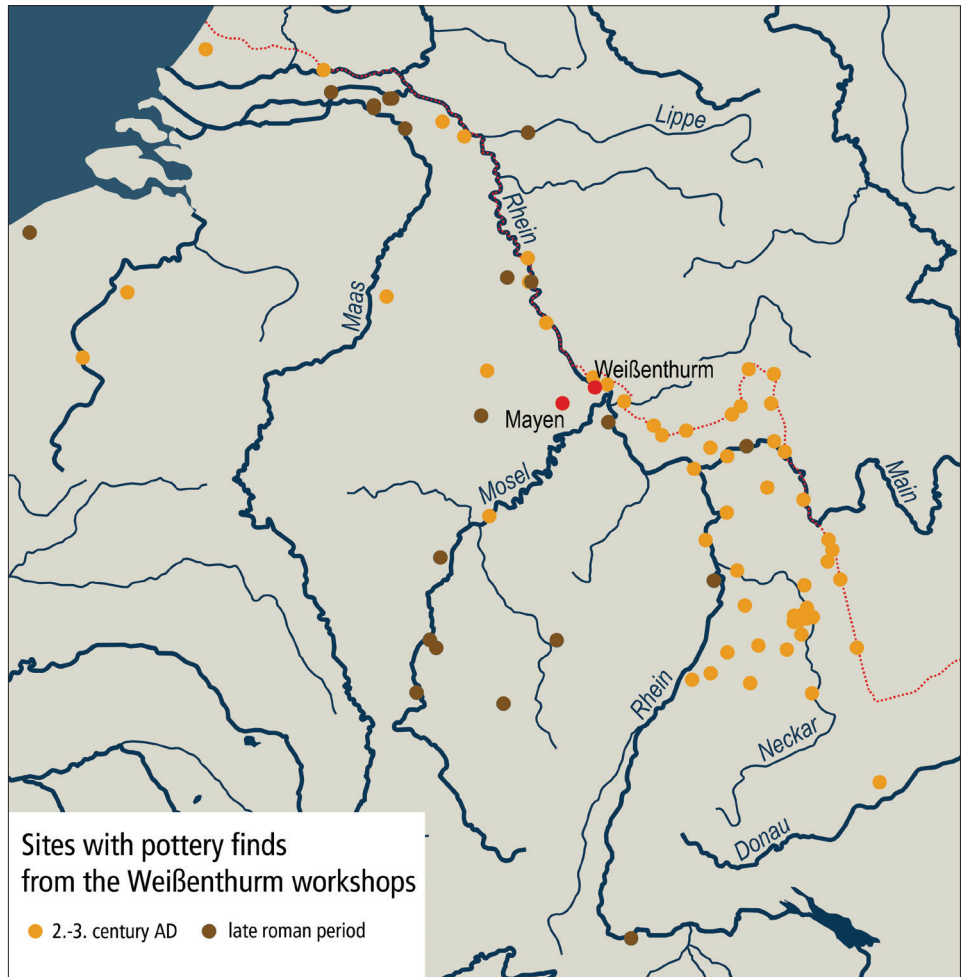 Lippe
Rhein
Maas
Weißenthurm
Mayen
Mosel
Main
Rhein
Neckar
Donau
Sites with pottery finds
from the Weißenthurm workshops
2.-3. century AD
late roman period